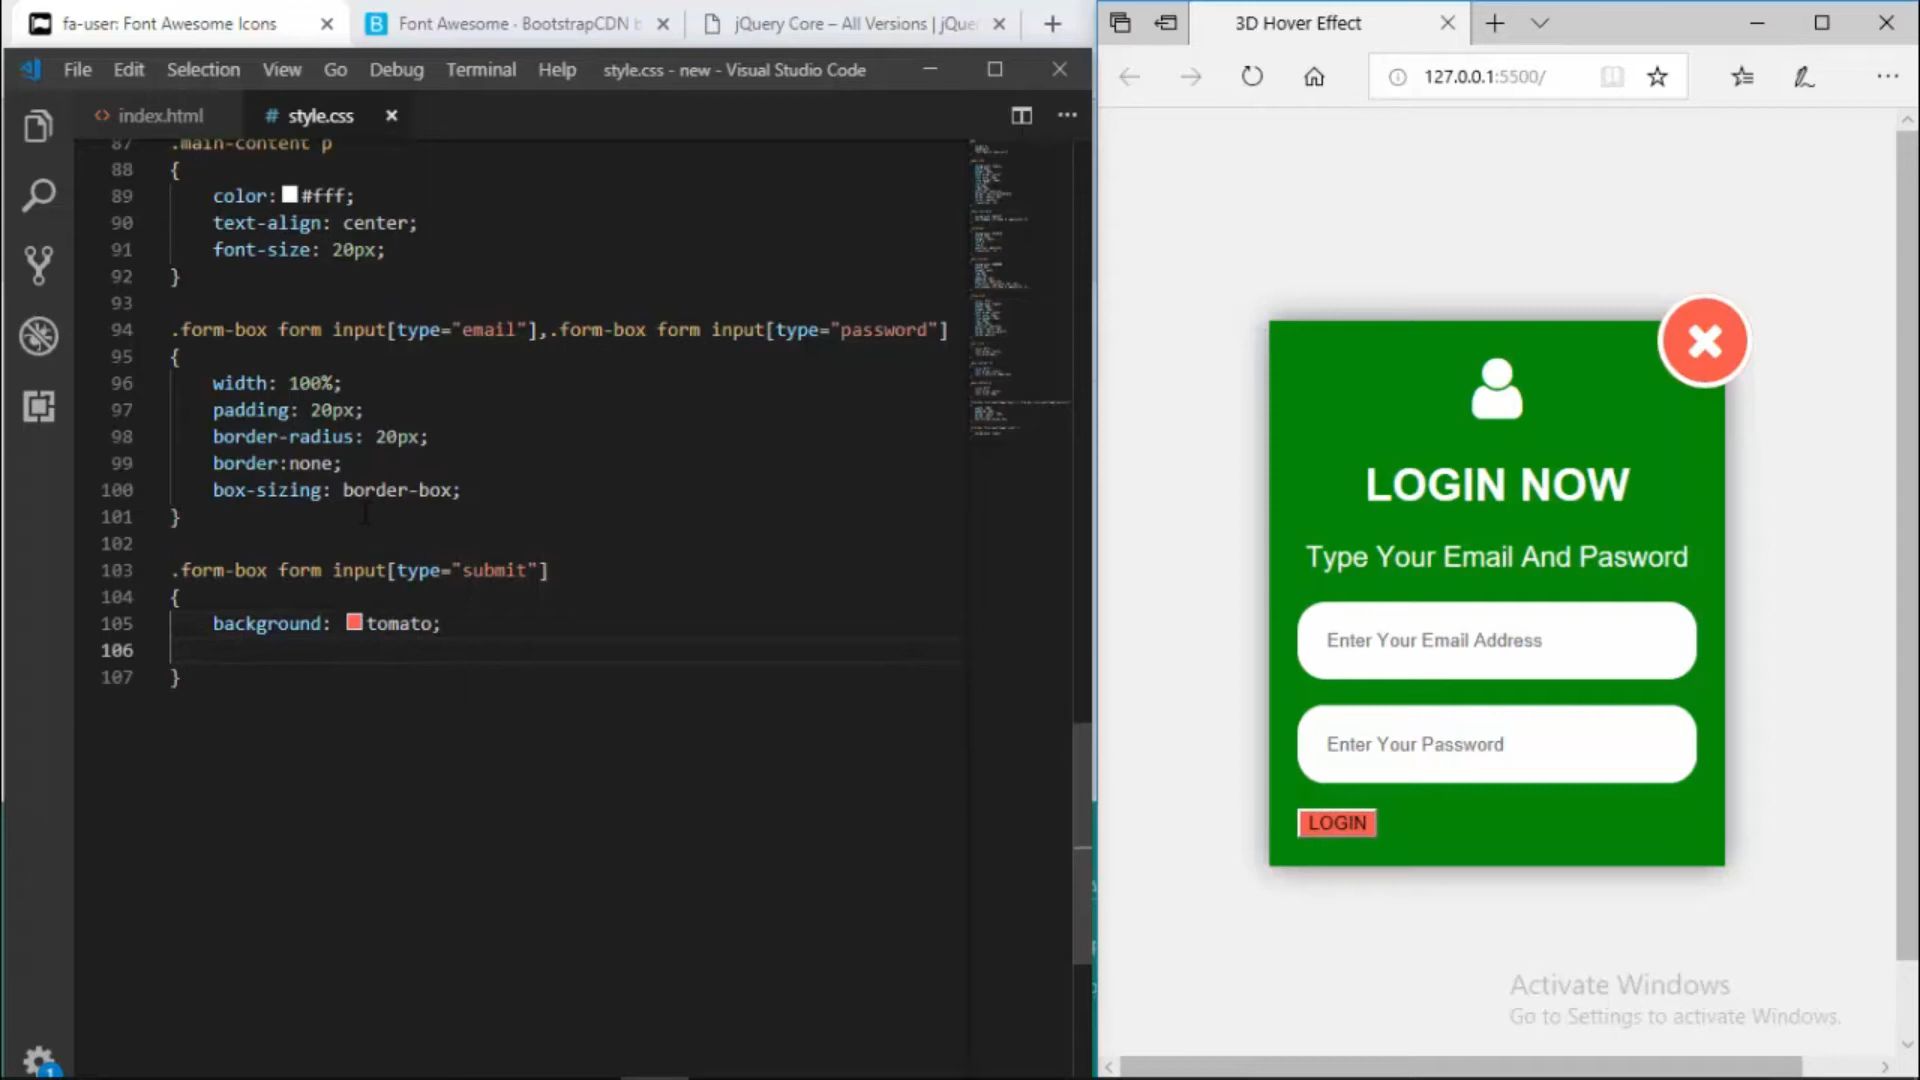 fa-user: Font Awesome Icons
Font Awesome · BootstrapCDN b
jQuery Core – All Versions | jQue
File Edit Selection View Go Debug Terminal Help style.css - new - Visual Studio Code
index.html
# style.css
87 .main-content p
88 {
89 color: #fff;
90 text-align: center;
91 font-size: 20px;
92 }
93
94 .form-box form input[type="email"],.form-box form input[type="password"]
95 {
96 width: 100%;
97 padding: 20px;
98 border-radius: 20px;
99 border:none;
100 box-sizing: border-box;
101 }
102
103 .form-box form input[type="submit"]
104 {
105 background: tomato;
106
107 }
1
3D Hover Effect
127.0.0.1:5500/
LOGIN NOW
Type Your Email And Pasword
Enter Your Email Address
Enter Your Password
LOGIN
Activate Windows
Go to Settings to activate Windows.